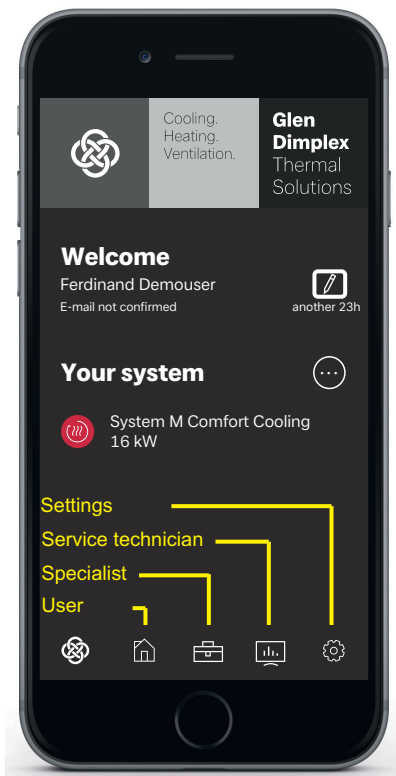 Cooling.
Heating.
Ventilation.
Glen
Dimplex
Thermal
Solutions
Welcome
Ferdinand Demouser
E-mail not confirmed
another 23h
Your system
System M Comfort Cooling
16 kW
Settings
Service technician
Specialist
User